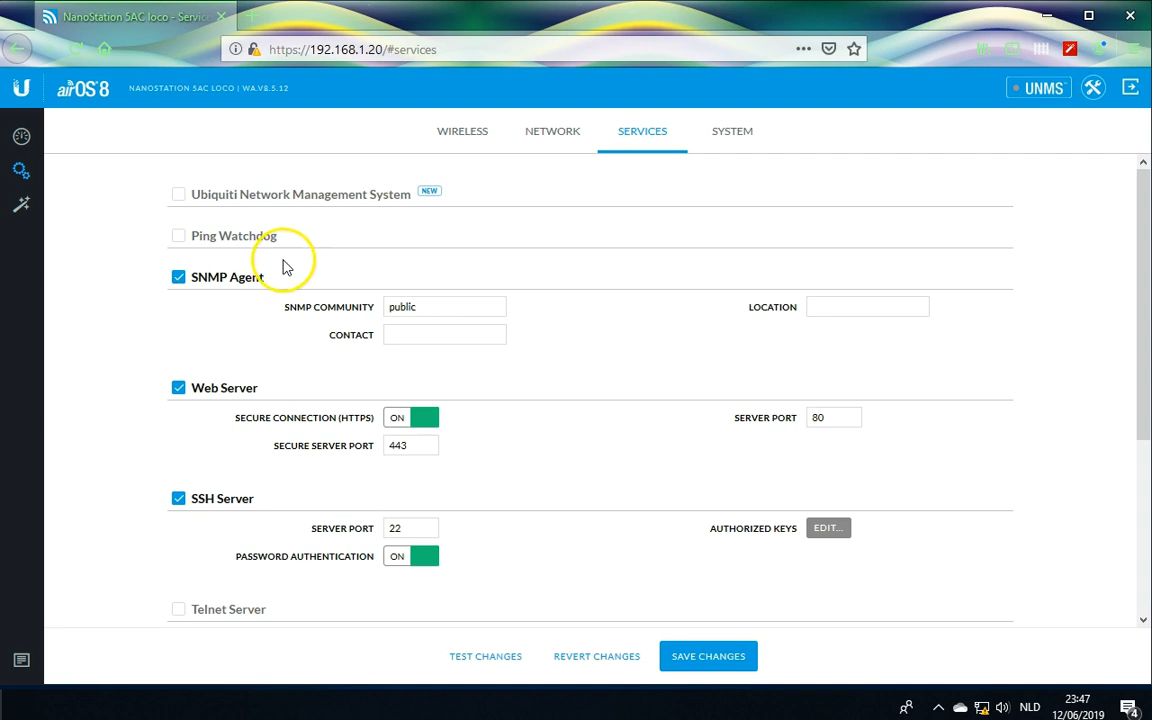 NanoStation 5AC loco - Servic
https://192.168.1.20/#services
airOS 8
NANOSTATION 5AC LOCO | WA.V8.5.12
UNMS
WIRELESS
NETWORK
SERVICES
SYSTEM
Ubiquiti Network Management System
NEW
Ping Watchdog
SNMP Agent
SNMP COMMUNITY
public
LOCATION
CONTACT
Web Server
SECURE CONNECTION (HTTPS)
ON
SERVER PORT
80
SECURE SERVER PORT
443
SSH Server
SERVER PORT
22
AUTHORIZED KEYS
EDIT...
PASSWORD AUTHENTICATION
ON
Telnet Server
TEST CHANGES
REVERT CHANGES
SAVE CHANGES
NLD
23:47
12/06/2019
4